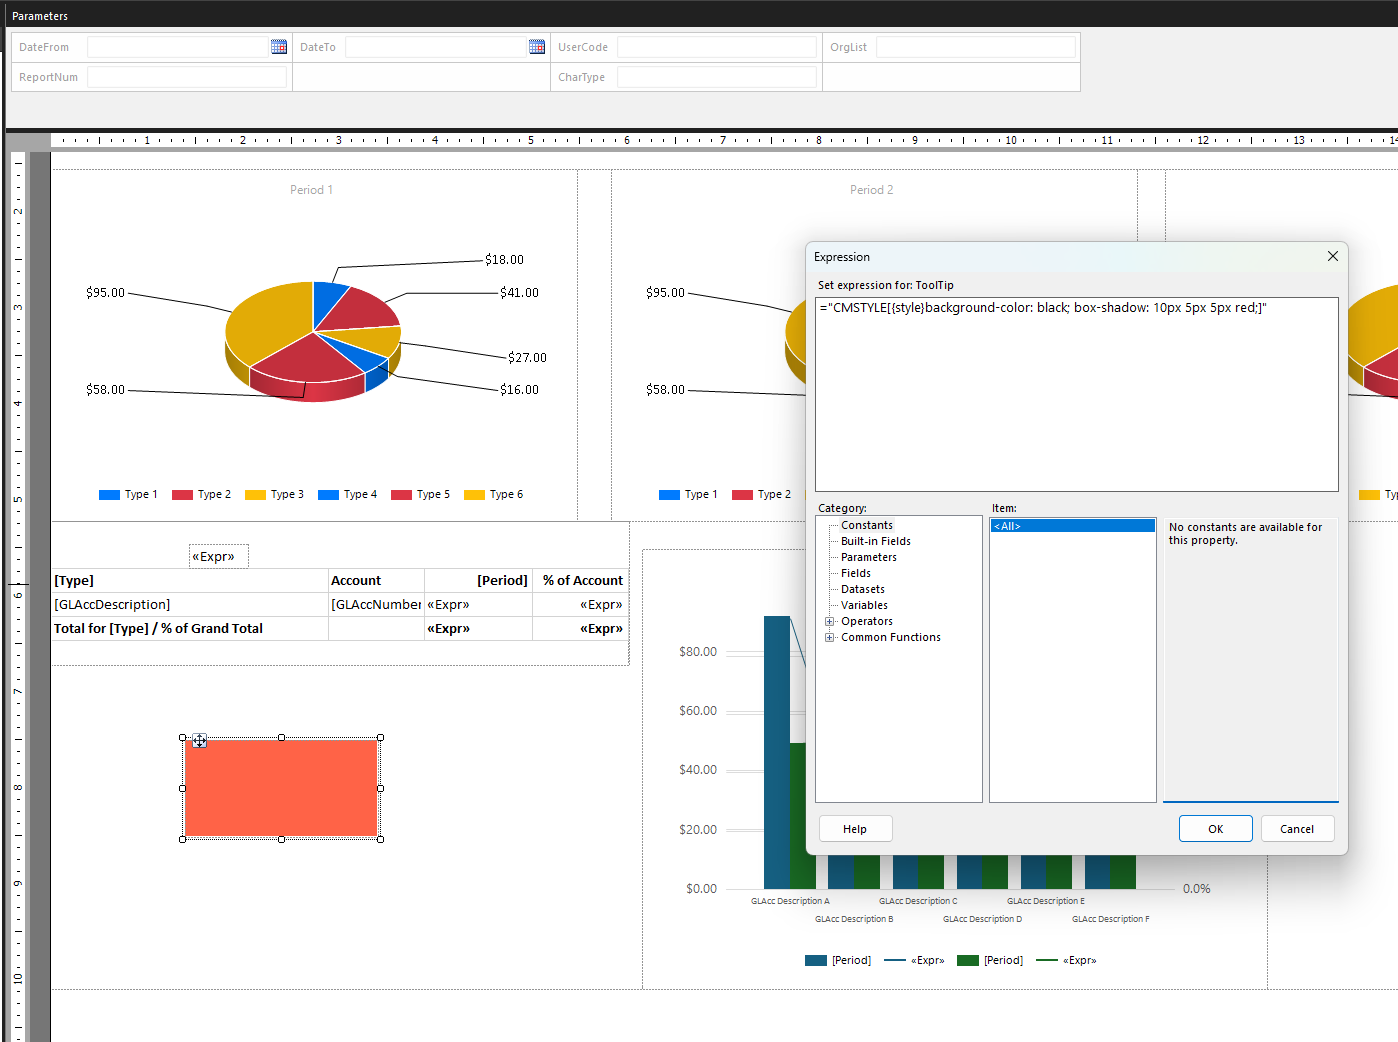 Parameters
DateFrom
DateTo
UserCode
OrgList
ReportNum
CharType
1 2 3 4 5 6 7 8 9 10 11 12 13 14
2
3
4
5
6
7
8
9
10
Period 1
$18.00
$95.00
$41.00
$27.00
$58.00
$16.00
Type 1 Type 2 Type 3 Type 4 Type 5 Type 6
Period 2
$95.00
$58.00
Type 1 Type 2
«Expr»
[Type] Account [Period] % of Account
[GLAccDescription] [GLAccNumber «Expr» «Expr»
Total for [Type] / % of Grand Total «Expr» «Expr»
$80.00
$60.00
$40.00
$20.00
$0.00
0.0%
GLAcc Description A GLAcc Description C GLAcc Description E
GLAcc Description B GLAcc Description D GLAcc Description F
[Period] «Expr» [Period] «Expr»
Expression
Set expression for: ToolTip
="CMSTYLE[{style}background-color: black; box-shadow: 10px 5px 5px red;]"
Category:
Constants
Built-in Fields
Parameters
Fields
Datasets
Variables
Operators
Common Functions
Item:
<All>
No constants are available for
this property.
Help
OK
Cancel